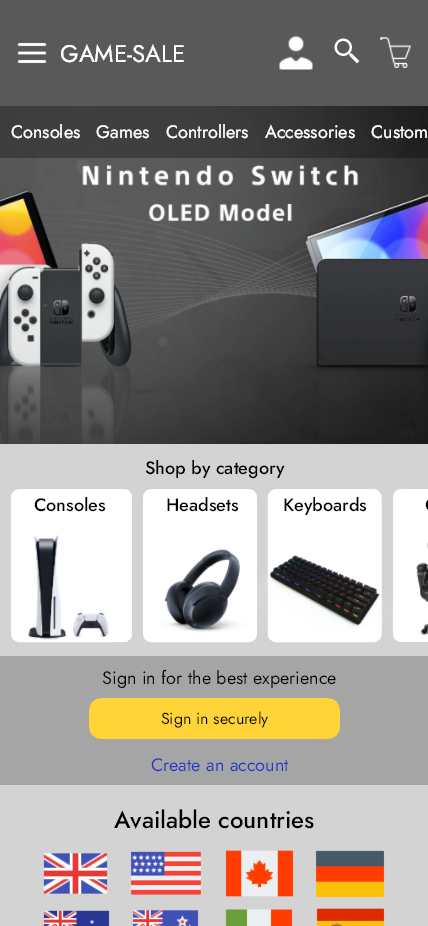 GAME-SALE
Consoles Games Controllers Accessories Custom
Nintendo Switch
OLED Model
Shop by category
Consoles Headsets Keyboards
Sign in for the best experience
Sign in securely
Create an account
Available countries